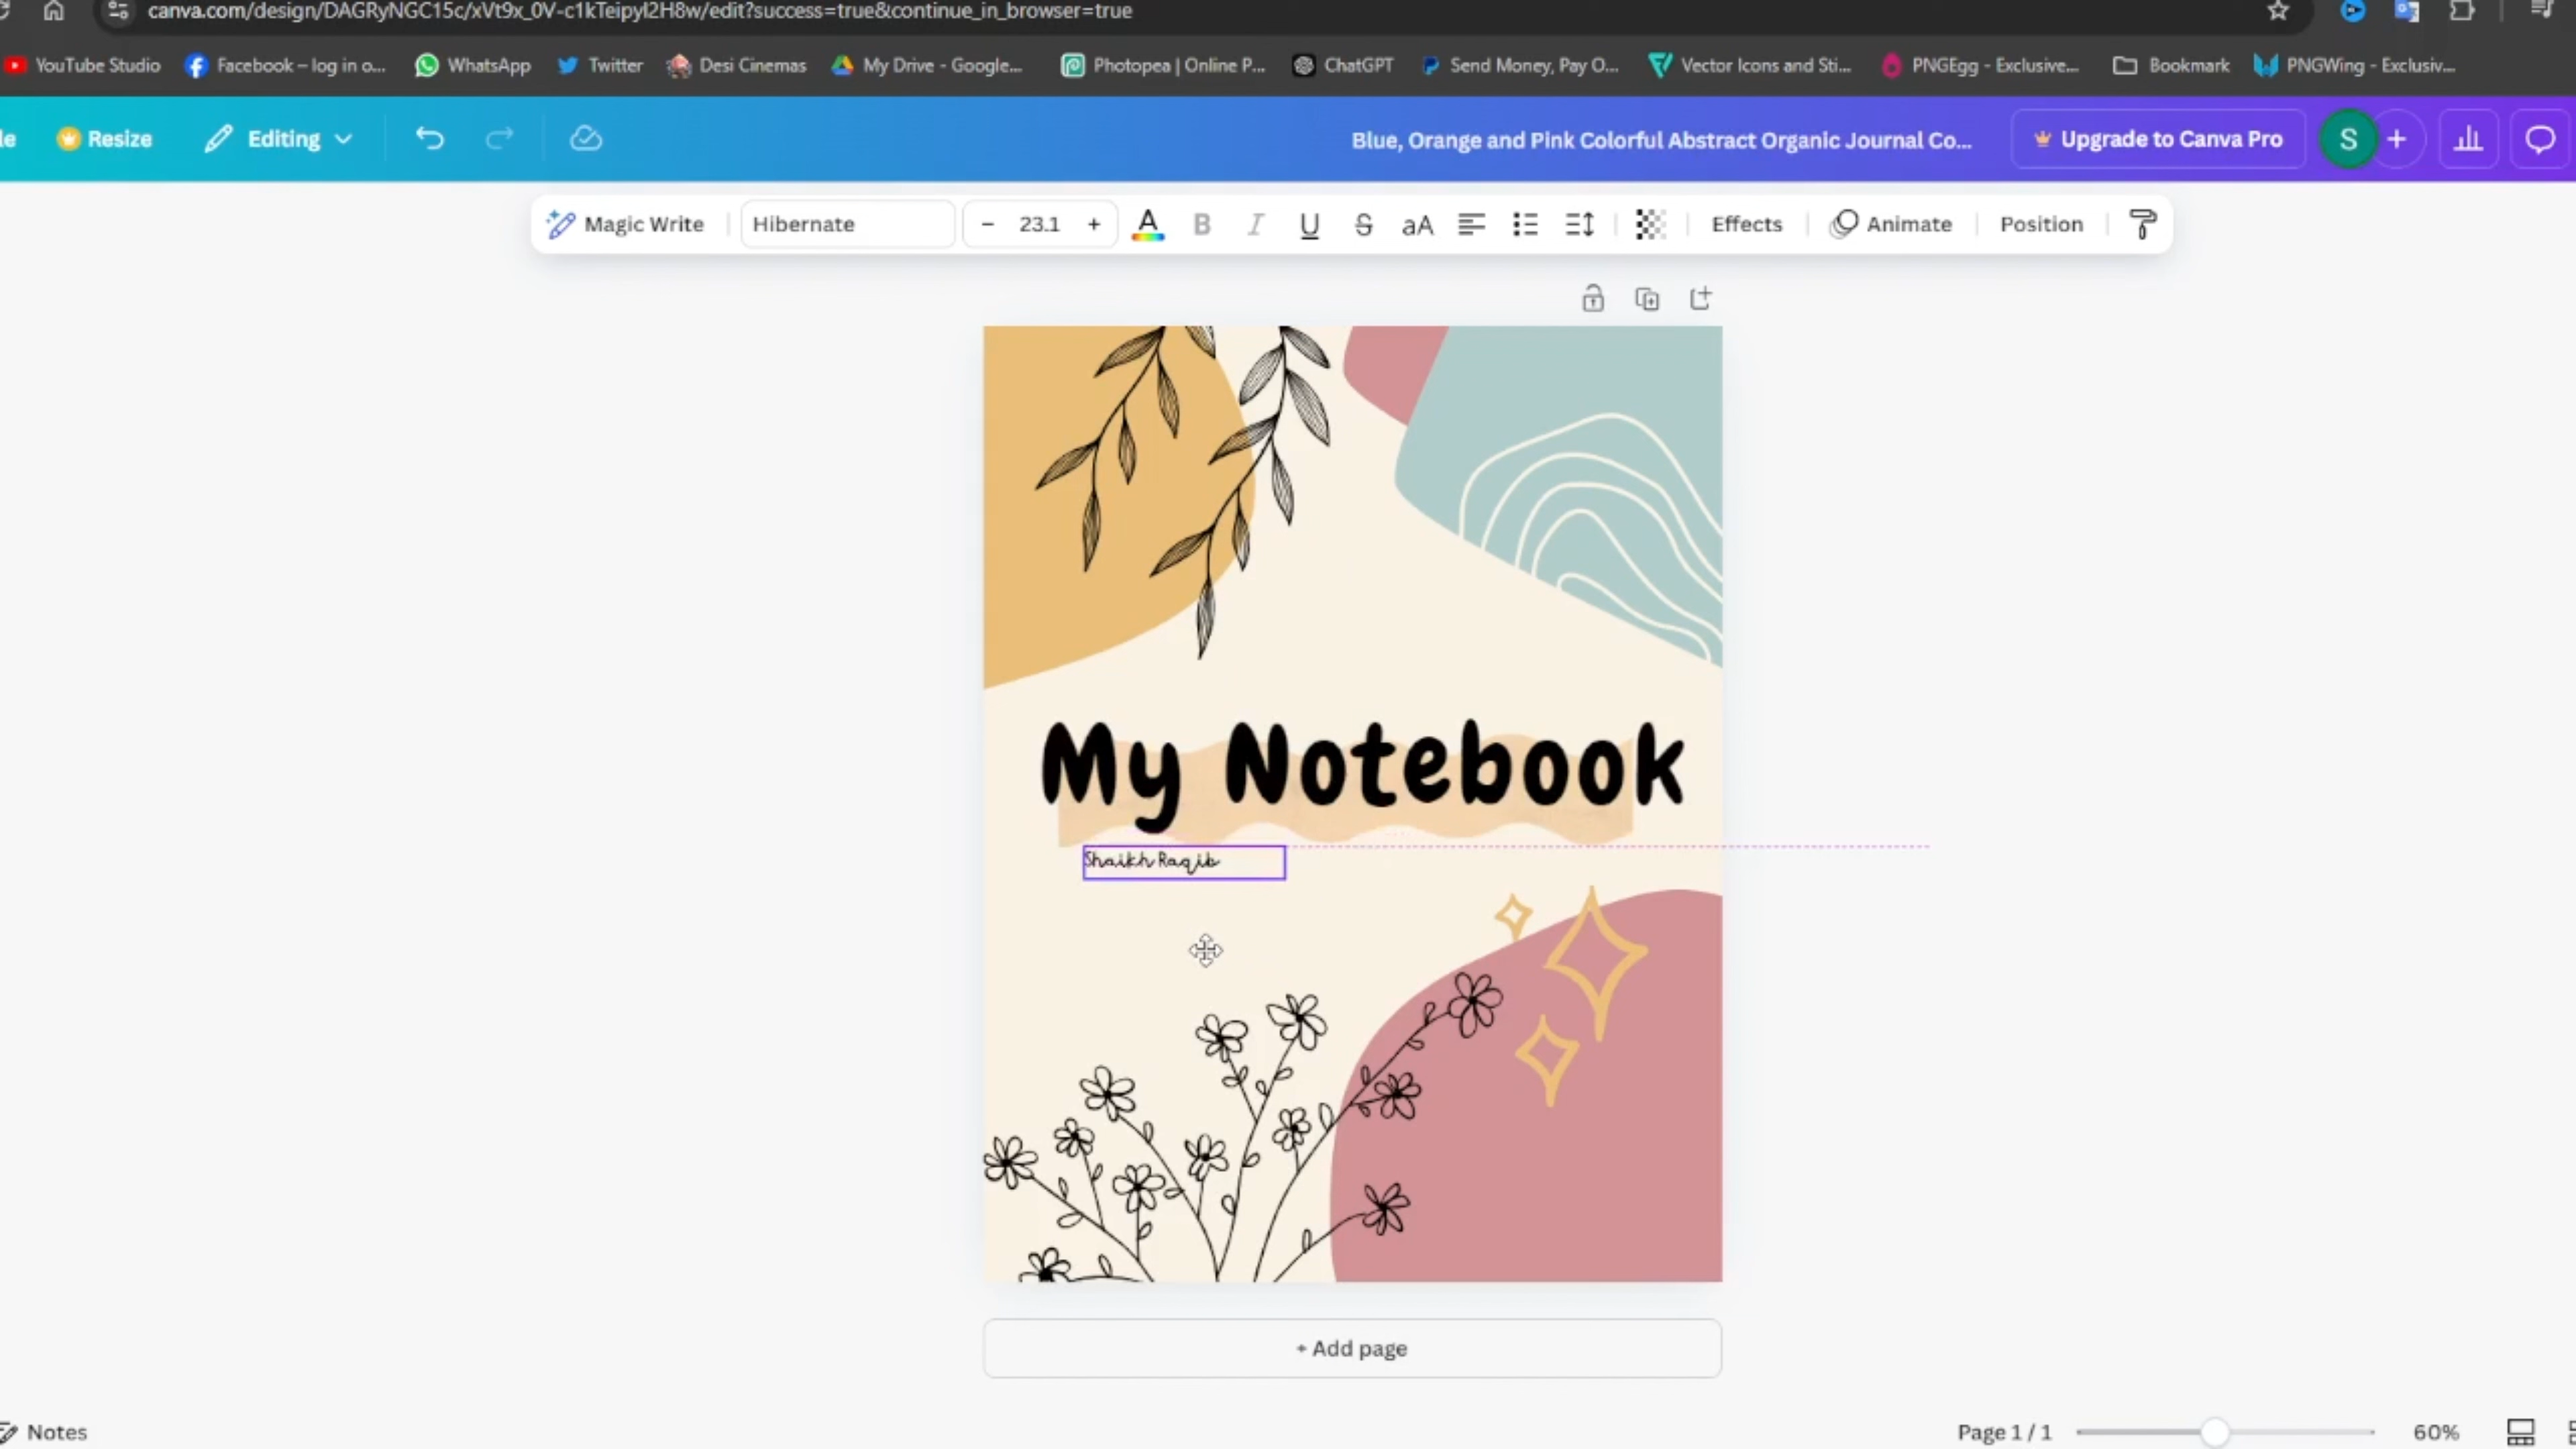 canva.com/design/DAGRyNGC15c/xVt9x_0V-c1kTeipyI2H8w/edit?success=true&continue_in_browser=true
YouTube Studio Facebook – log in o... WhatsApp Twitter Desi Cinemas My Drive - Google... Photopea | Online P... ChatGPT Send Money, Pay O... Vector Icons and Sti... PNGEgg - Exclusive... Bookmark PNGWing - Exclusiv...
le Resize Editing Blue, Orange and Pink Colorful Abstract Organic Journal Co... Upgrade to Canva Pro S +
Magic Write Hibernate – 23.1 + A B I U S aA Effects Animate Position
My Notebook
Shaikh Raqib
+ Add page
Notes Page 1 / 1 60%